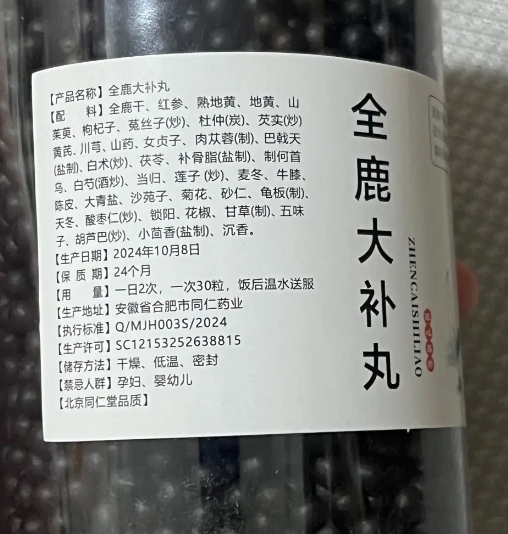 【产品名称】全鹿大补丸
【配 料】全鹿干、红参、熟地黄、地黄、山
茱萸、枸杞子、菟丝子(炒)、杜仲(炭)、芡实(炒)
黄芪、川芎、山药、女贞子、肉苁蓉(制)、巴戟天
(盐制)、白术(炒)、茯苓、补骨脂(盐制)、制何首
乌、白芍(酒炒)、当归、莲子(炒)、麦冬、牛膝、
陈皮、大青盐、沙苑子、菊花、砂仁、龟板(制)、
天冬、酸枣仁(炒)、锁阳、花椒、甘草(制)、五味
子、胡芦巴(炒)、小茴香(盐制)、沉香。
【生产日期】2024年10月8日
【保 质 期】24个月
【用 量】一日2次，一次30粒，饭后温水送服
【生产地址】安徽省合肥市同仁药业
【执行标准】Q/MJH003S/2024
【生产许可】SC12153252638815
【储存方法】干燥、低温、密封
【禁忌人群】孕妇、婴幼儿
【北京同仁堂品质】
全鹿大补丸
ZHENCAISHILIAO